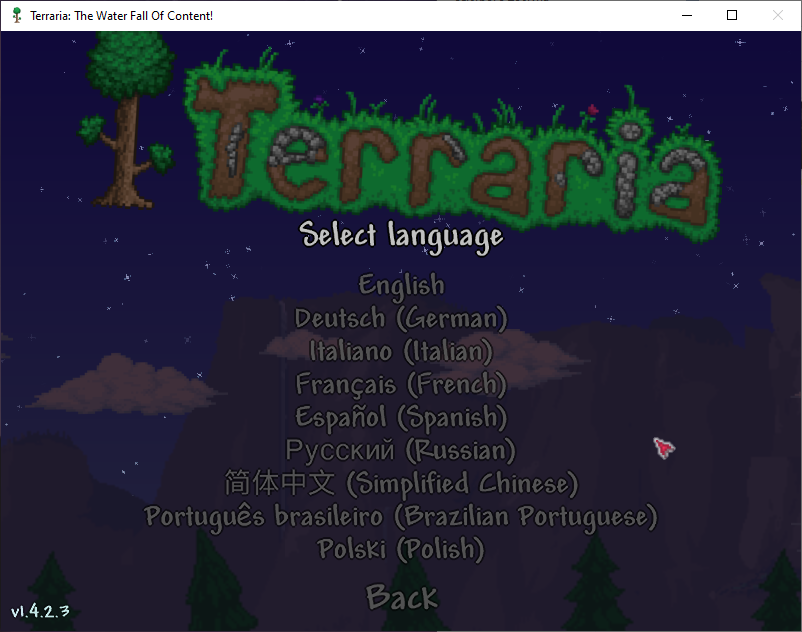 Terraria: The Water Fall Of Content!
Terraria
Select language
English
Deutsch (German)
Italiano (Italian)
Français (French)
Español (Spanish)
Русский (Russian)
简体中文 (Simplified Chinese)
Português brasileiro (Brazilian Portuguese)
Polski (Polish)
Back
v1.4.2.3